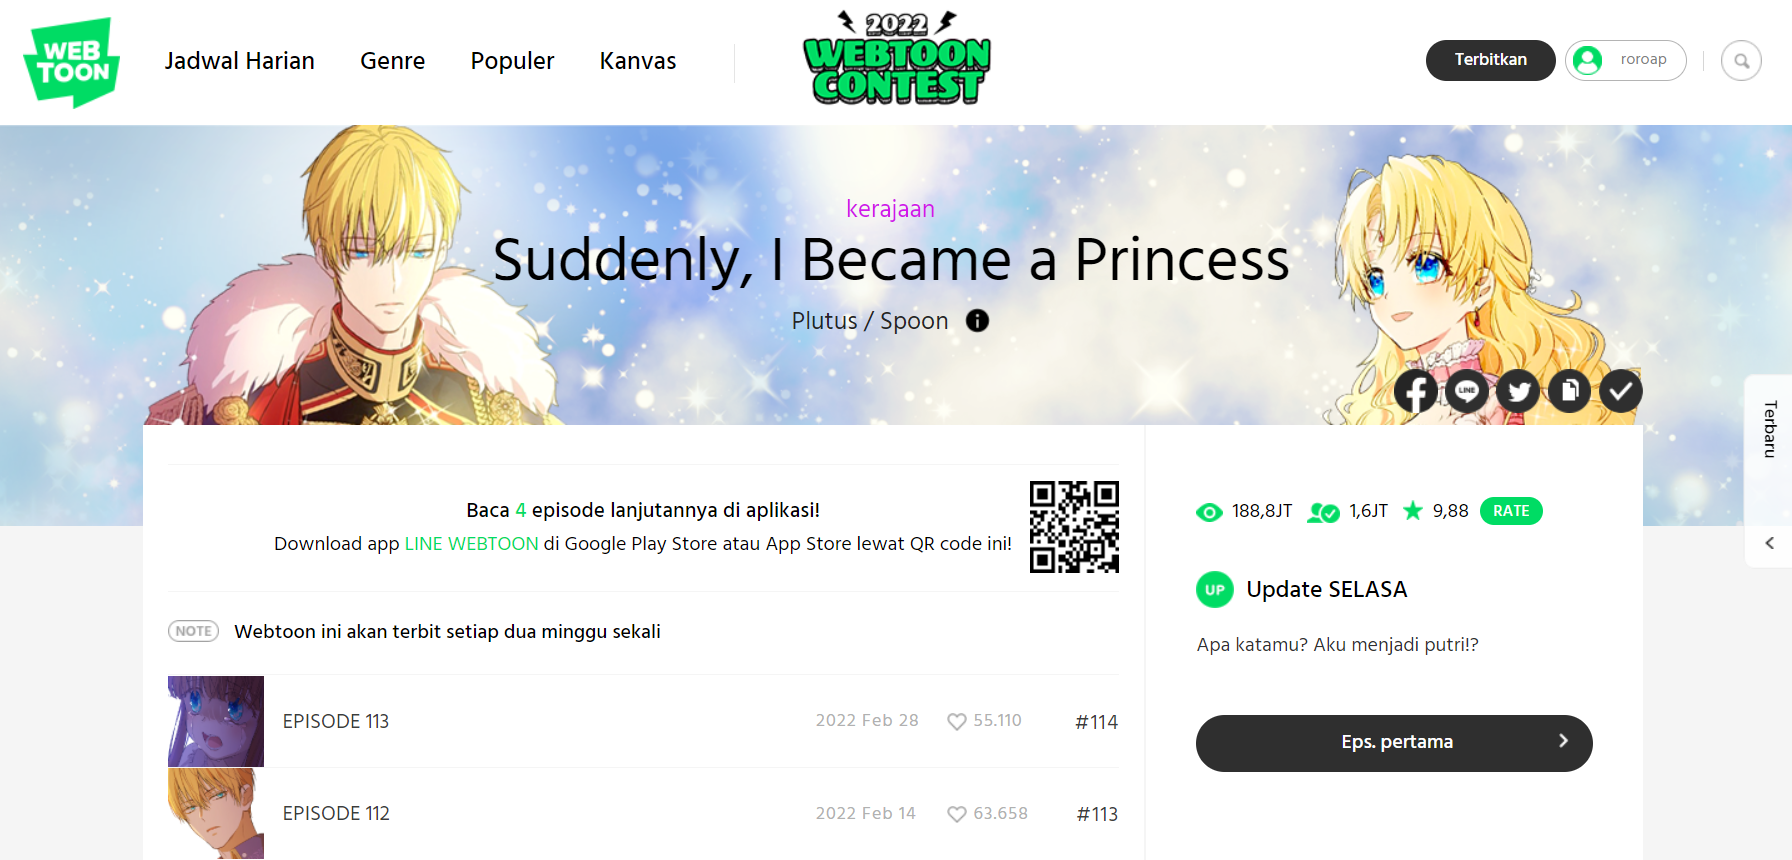 WEB
TOON
Jadwal Harian
Genre
Populer
Kanvas
2022
WEBTOON
CONTEST
Terbitkan
roroap
kerajaan
Suddenly, I Became a Princess
Plutus / Spoon
LINE
Terbaru
Baca 4 episode lanjutannya di aplikasi!
Download app LINE WEBTOON di Google Play Store atau App Store lewat QR code ini!
NOTE Webtoon ini akan terbit setiap dua minggu sekali
EPISODE 113 2022 Feb 28 55.110 #114
EPISODE 112 2022 Feb 14 63.658 #113
188,8JT 1,6JT 9,88 RATE
UP Update SELASA
Apa katamu? Aku menjadi putri!?
Eps. pertama